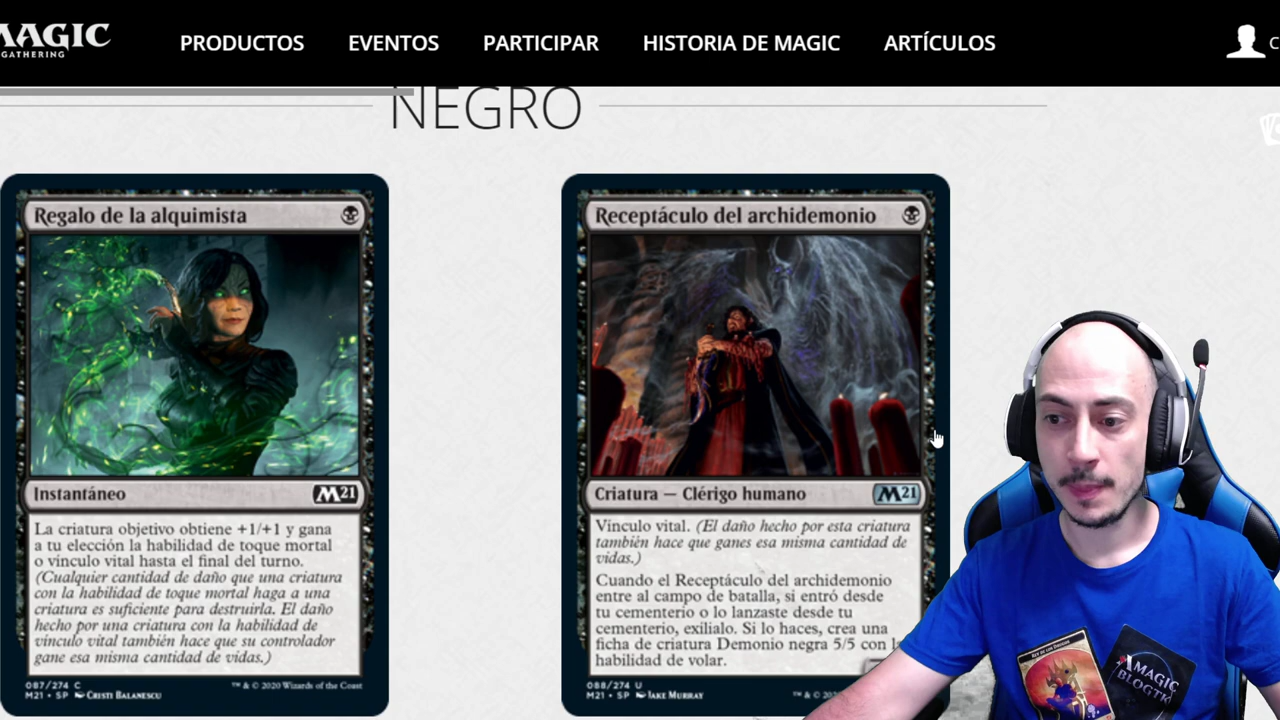 MAGIC
GATHERING
PRODUCTOS EVENTOS PARTICIPAR HISTORIA DE MAGIC ARTÍCULOS
C
NEGRO
Regalo de la alquimista
Instantáneo
M21
La criatura objetivo obtiene +1/+1 y gana
a tu elección la habilidad de toque mortal
o vínculo vital hasta el final del turno.
(Cualquier cantidad de daño que una criatura
con la habilidad de toque mortal haga a una
criatura es suficiente para destruirla. El daño
hecho por una criatura con la habilidad de
vínculo vital también hace que su controlador
gane esa misma cantidad de vidas.)
087/274 C
M21 • SP Cristi Balanescu
™ & © 2020 Wizards of the Coast
Receptáculo del archidemonio
Criatura — Clérigo humano
M21
Vínculo vital. (El daño hecho por esta criatura
también hace que ganes esa misma cantidad de
vidas.)
Cuando el Receptáculo del archidemonio
entre al campo de batalla, si entró desde
tu cementerio o lo lanzaste desde tu
cementerio, exílialo. Si lo haces, crea una
ficha de criatura Demonio negra 5/5 con l
habilidad de volar.
088/274 U
M21 • SP Jake Murray
™ & © 202
AMAGIC
BLOGTK